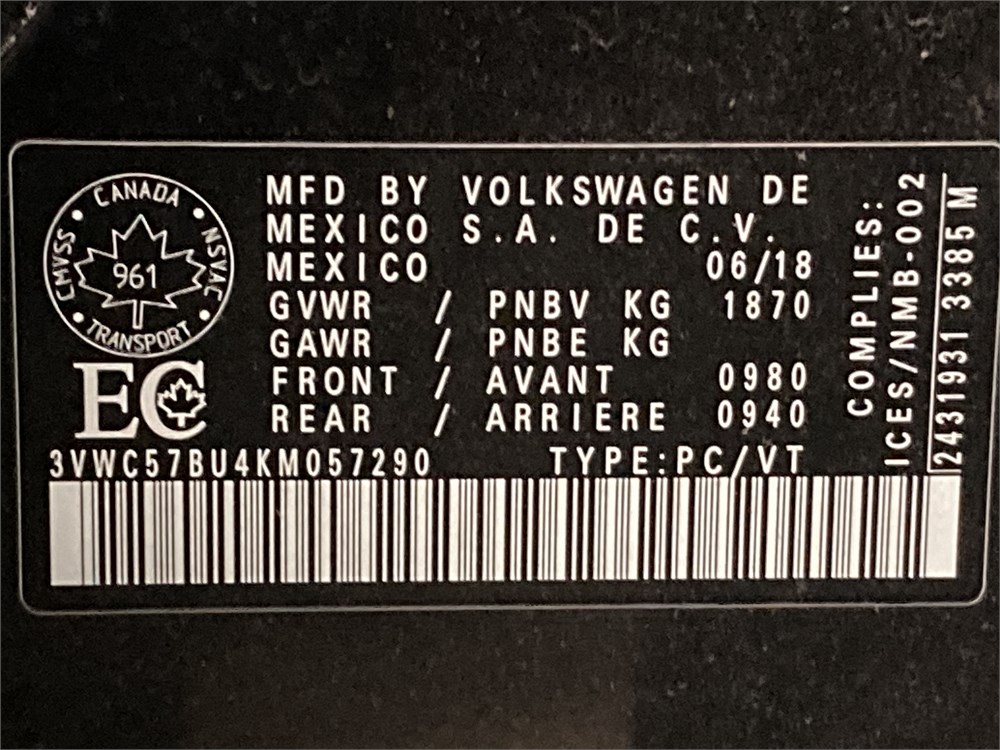 CANADA
CMVSS
961
NSVAC
TRANSPORT
EC
MFD BY VOLKSWAGEN DE
MEXICO S.A. DE C.V.
MEXICO 06/18
GVWR / PNBV KG 1870
GAWR / PNBE KG
FRONT / AVANT 0980
REAR / ARRIERE 0940
3VWC57BU4KM057290 TYPE:PC/VT
COMPLIES:
ICES/NMB-002
2431931 3385 M